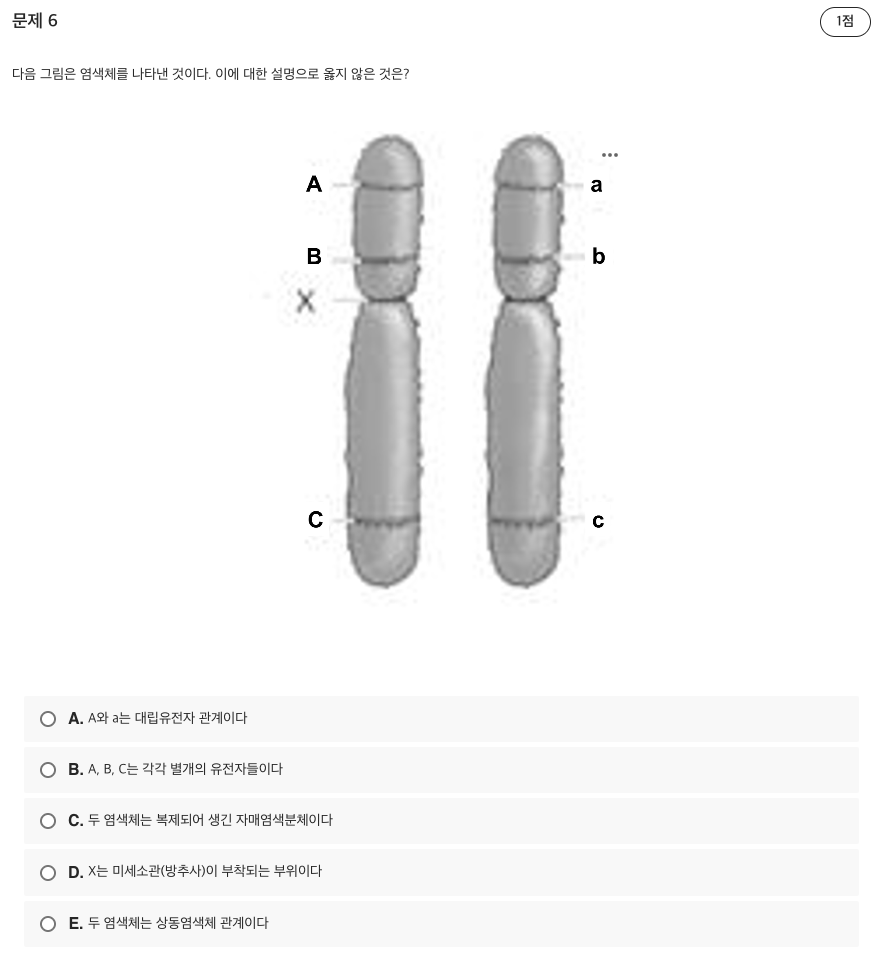 문제 6
1점
다음 그림은 염색체를 나타낸 것이다. 이에 대한 설명으로 옳지 않은 것은?
A
a
B
b
X
C
c
A. A와 a는 대립유전자 관계이다
B. A, B, C는 각각 별개의 유전자들이다
C. 두 염색체는 복제되어 생긴 자매염색분체이다
D. X는 미세소관(방추사)이 부착되는 부위이다
E. 두 염색체는 상동염색체 관계이다